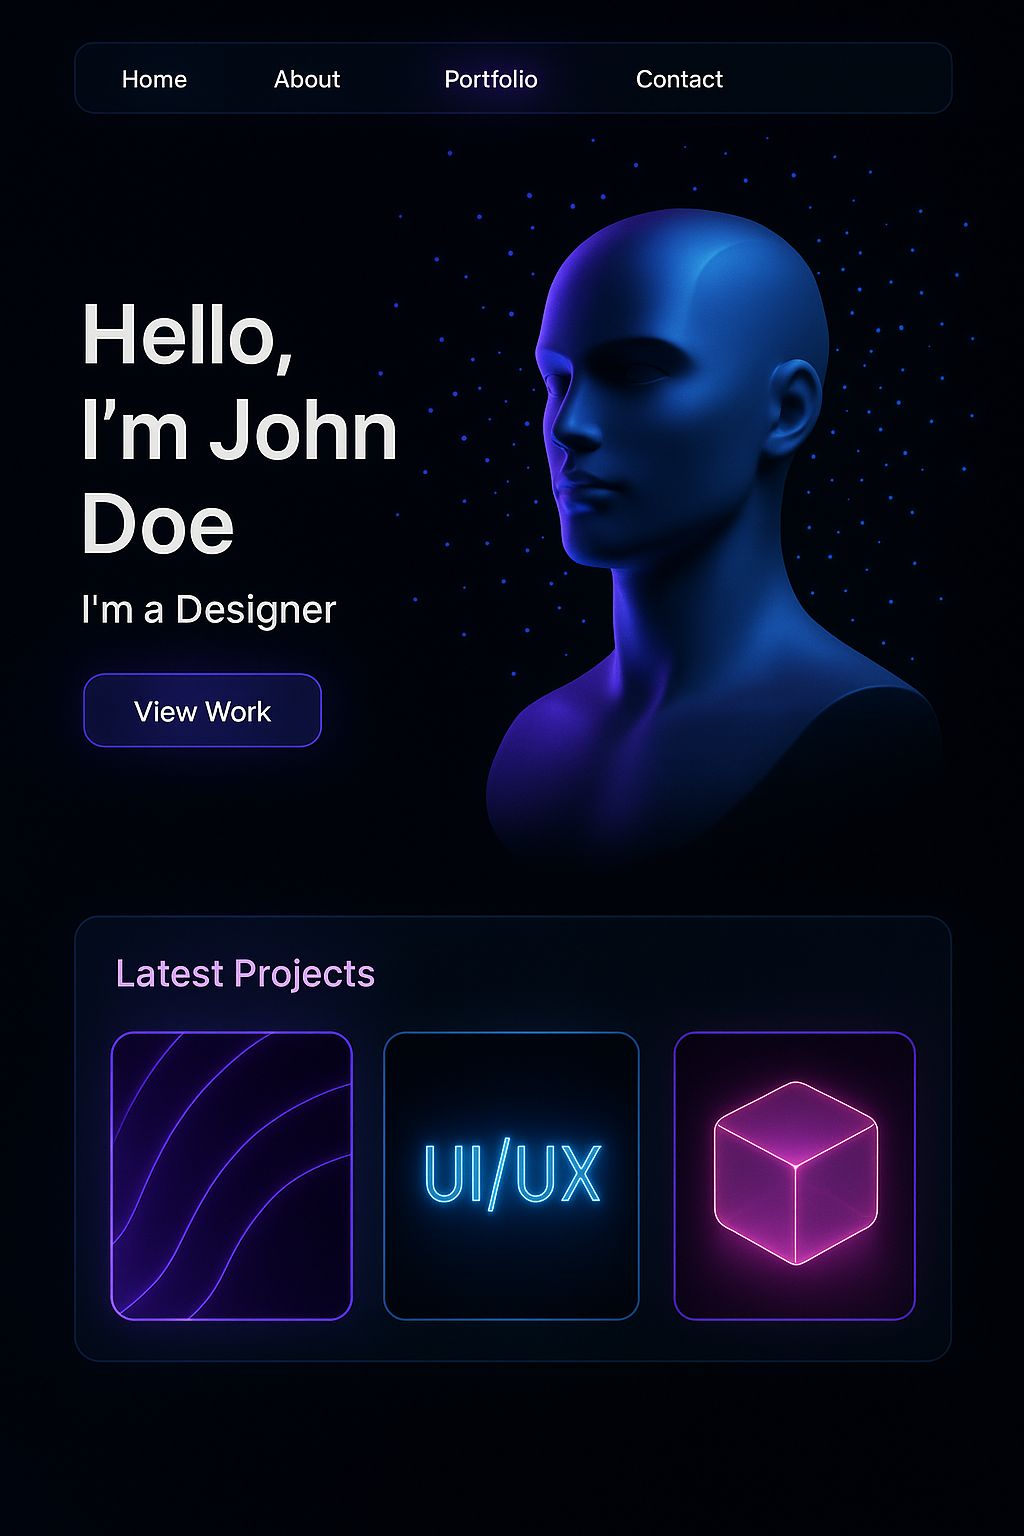 Home About Portfolio Contact
Hello,
I’m John
Doe
I'm a Designer
View Work
Latest Projects
UI/UX